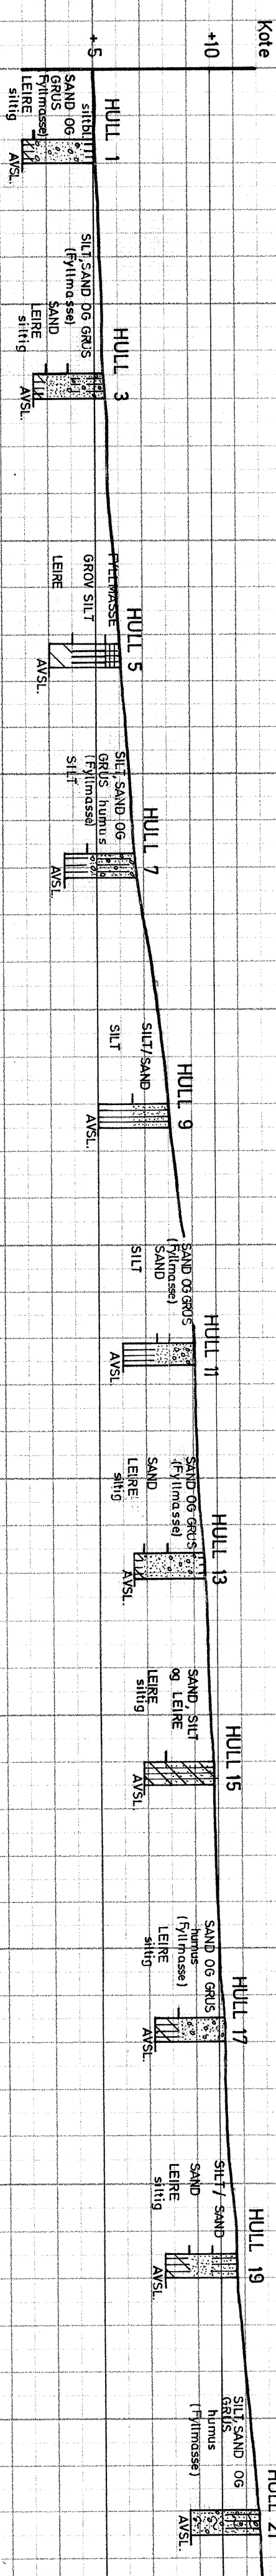 Kote
+10
+5
HULL 1
siltbl.
SAND OG
GRUS
(Fyllmasse)
LEIRE
siltig
AVSL.
HULL 3
SILT, SAND OG GRUS
(Fyllmasse)
SAND
LEIRE
siltig
AVSL.
HULL 5
FYLLMASSE
GROV SILT
LEIRE
AVSL.
HULL 7
SILT, SAND OG
GRUS humus
(Fyllmasse)
SILT
AVSL.
HULL 9
SILT/SAND
SILT
AVSL.
HULL 11
SAND OG GRUS
(Fyllmasse)
SAND
SILT
AVSL.
HULL 13
SAND OG GRUS
(Fyllmasse)
SAND
LEIRE
siltig
AVSL.
HULL 15
SAND, SILT
og LEIRE
LEIRE
siltig
AVSL.
HULL 17
SAND OG GRUS
humus
(Fyllmasse)
LEIRE
siltig
AVSL.
HULL 19
SILT / SAND
SAND
LEIRE
siltig
AVSL.
HULL 21
SILT, SAND OG
GRUS
humus
(Fyllmasse)
AVSL.